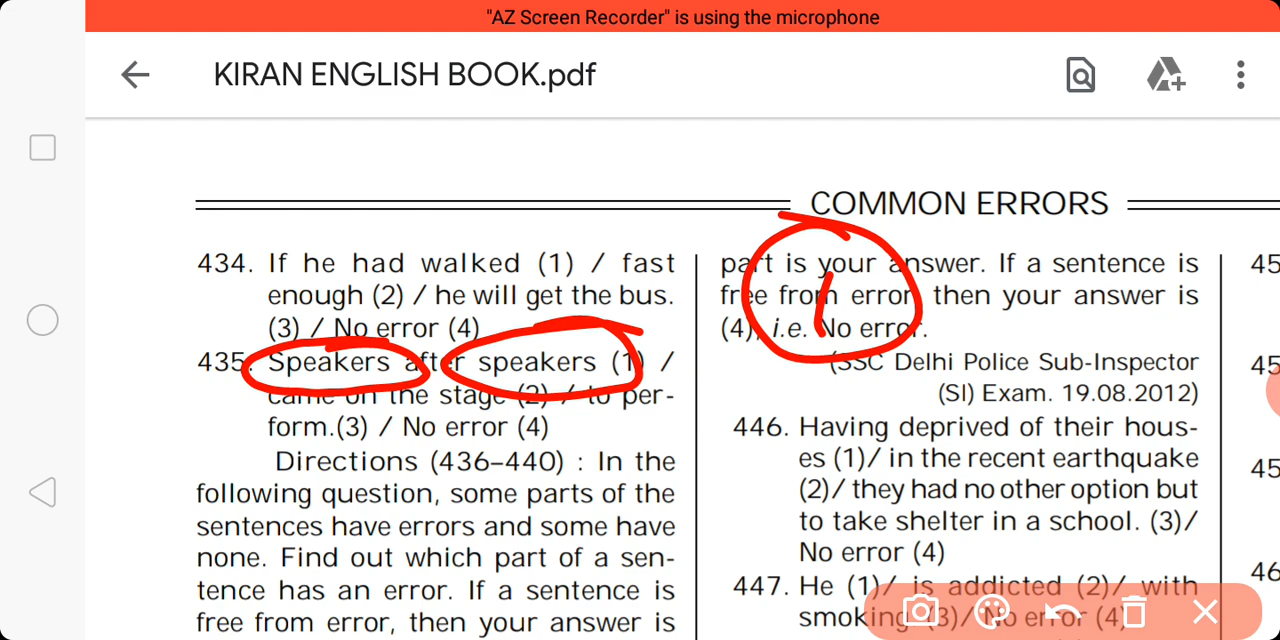 "AZ Screen Recorder" is using the microphone
KIRAN ENGLISH BOOK.pdf
COMMON ERRORS
434. If he had walked (1) / fast
enough (2) / he will get the bus.
(3) / No error (4)
435. Speakers after speakers (1) /
came on the stage (2) / to per-
form.(3) / No error (4)
Directions (436–440) : In the
following question, some parts of the
sentences have errors and some have
none. Find out which part of a sen-
tence has an error. If a sentence is
free from error, then your answer is
part is your answer. If a sentence is
free from error, then your answer is
(4), i.e. No error.
(SSC Delhi Police Sub-Inspector
(SI) Exam. 19.08.2012)
446. Having deprived of their hous-
es (1)/ in the recent earthquake
(2)/ they had no other option but
to take shelter in a school. (3)/
No error (4)
447. He (1)/ is addicted (2)/ with
smoking (3)/ No error (4)
1